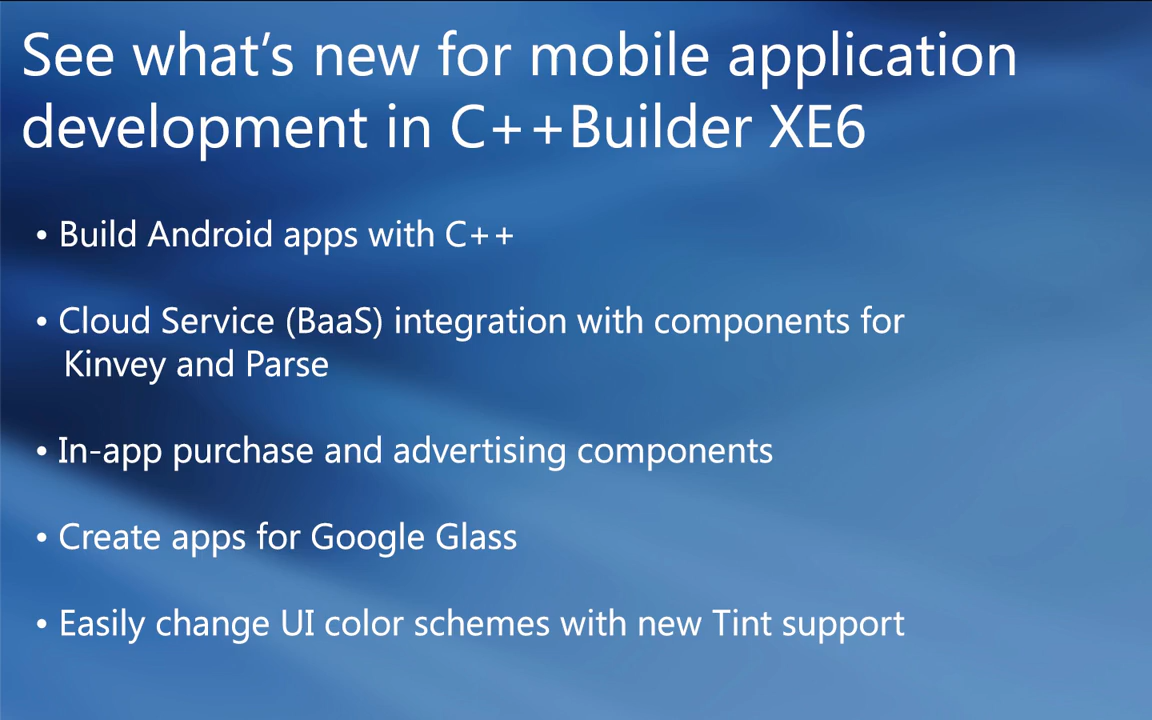 See what’s new for mobile application
development in C++Builder XE6
• Build Android apps with C++
• Cloud Service (BaaS) integration with components for
Kinvey and Parse
• In-app purchase and advertising components
• Create apps for Google Glass
• Easily change UI color schemes with new Tint support